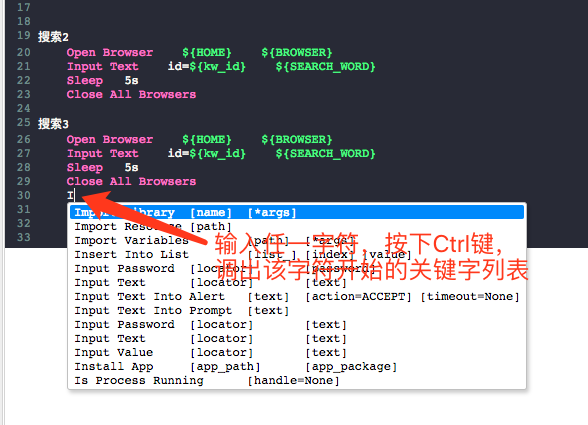 17
18
19 搜索2
20 Open Browser ${HOME} ${BROWSER}
21 Input Text id=${kw_id} ${SEARCH_WORD}
22 Sleep 5s
23 Close All Browsers
24
25 搜索3
26 Open Browser ${HOME} ${BROWSER}
27 Input Text id=${kw_id} ${SEARCH_WORD}
28 Sleep 5s
29 Close All Browsers
30 I
31 Import Library [name] [*args]
Import Resource [path]
32 Import Variables [path] [*args]
33 Insert Into List [list_] [index] [value]
Input Password [locator] [password]
Input Text [locator] [text]
Input Text Into Alert [text] [action=ACCEPT] [timeout=None]
Input Text Into Prompt [text]
Input Password [locator] [text]
Input Text [locator] [text]
Input Value [locator] [text]
Install App [app_path] [app_package]
Is Process Running [handle=None]
输入任一字符，按下Ctrl键,
调出该字符开始的关键字列表